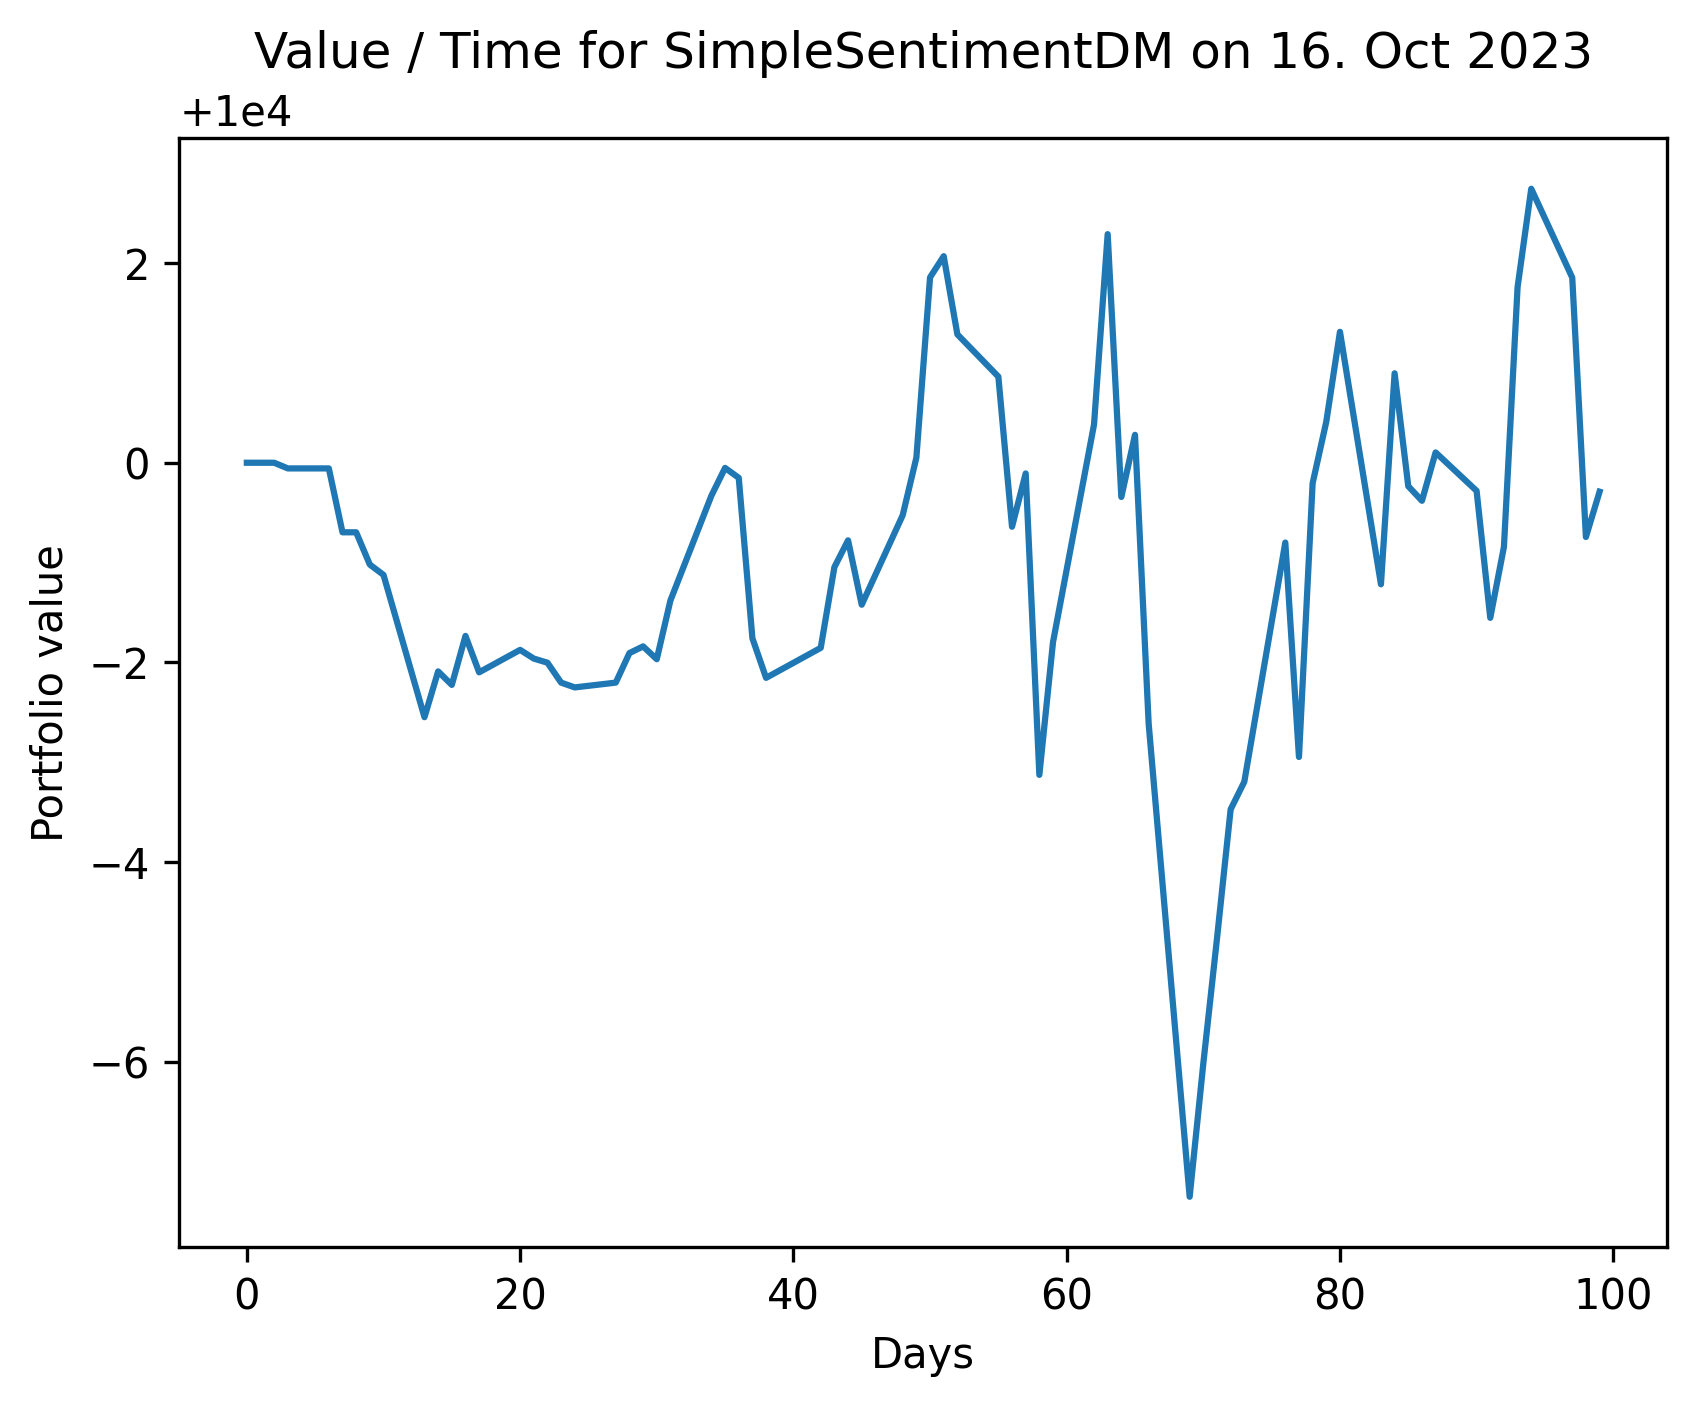 Value / Time for SimpleSentimentDM on 16. Oct 2023
+1e4
2
0
−2
−4
−6
Portfolio value
0 20 40 60 80 100
Days